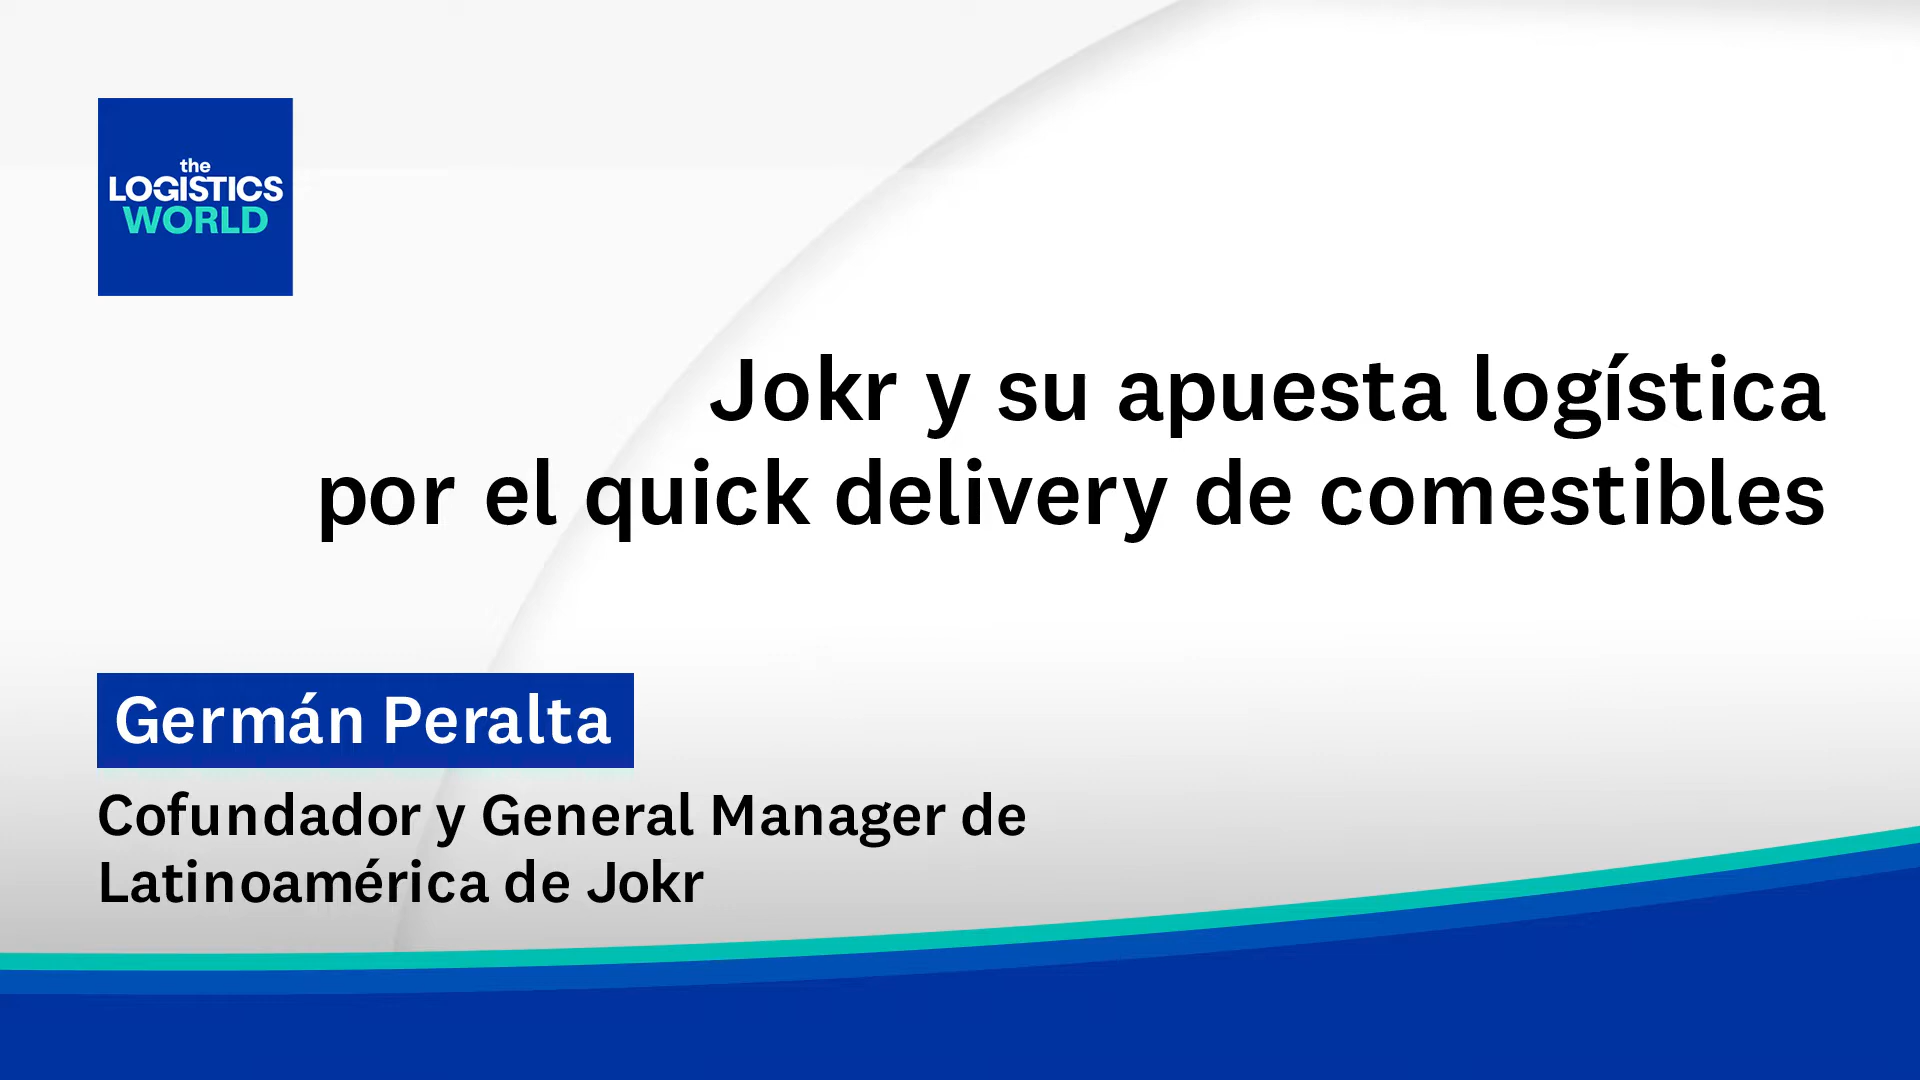 the
LOGISTICS
WORLD
Jokr y su apuesta logística
por el quick delivery de comestibles
Germán Peralta
Cofundador y General Manager de
Latinoamérica de Jokr